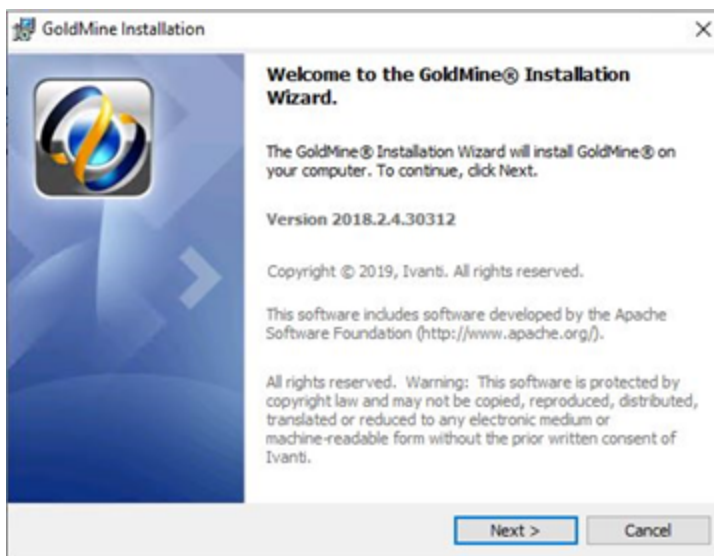 GoldMine Installation
Welcome to the GoldMine® Installation
Wizard.
The GoldMine® Installation Wizard will install GoldMine® on
your computer. To continue, click Next.
Version 2018.2.4.30312
Copyright © 2019, Ivanti. All rights reserved.
This software includes software developed by the Apache
Software Foundation (http://www.apache.org/).
All rights reserved. Warning: This software is protected by
copyright law and may not be copied, reproduced, distributed,
translated or reduced to any electronic medium or
machine-readable form without the prior written consent of
Ivanti.
Next > Cancel